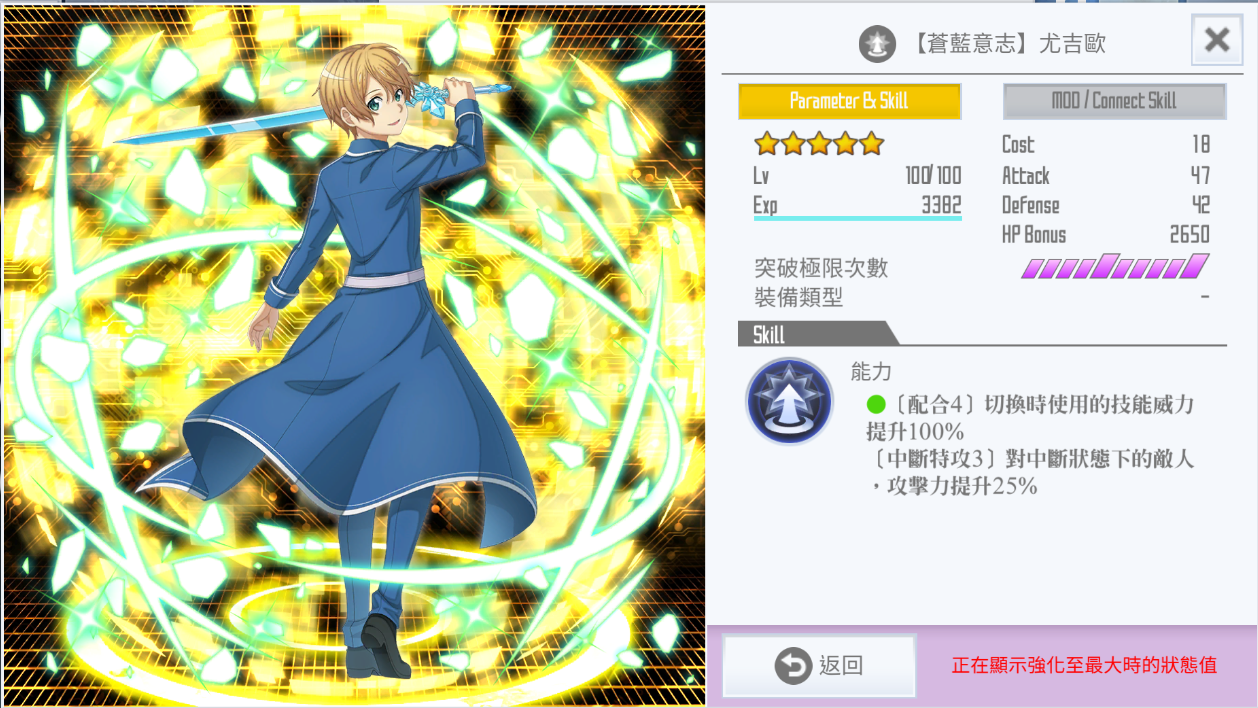 【蒼藍意志】尤吉歐
Parameter & Skill
MOD / Connect Skill
Lv 100/100
Exp 3382
Cost 18
Attack 47
Defense 42
HP Bonus 2650
突破極限次數
裝備類型 -
Skill
能力
●〔配合4〕切換時使用的技能威力
提升100%
〔中斷特攻3〕對中斷狀態下的敵人
，攻擊力提升25%
返回
正在顯示強化至最大時的狀態值